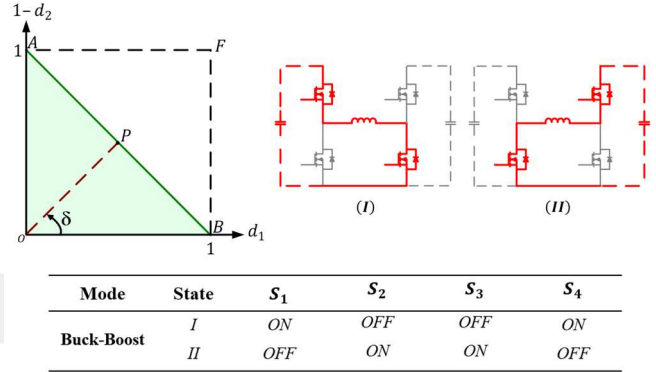 1− d₂
1
A
F
P
δ
o
B
d₁
1
(I)
(II)
Mode State S₁ S₂ S₃ S₄
Buck-Boost
I ON OFF OFF ON
II OFF ON ON OFF